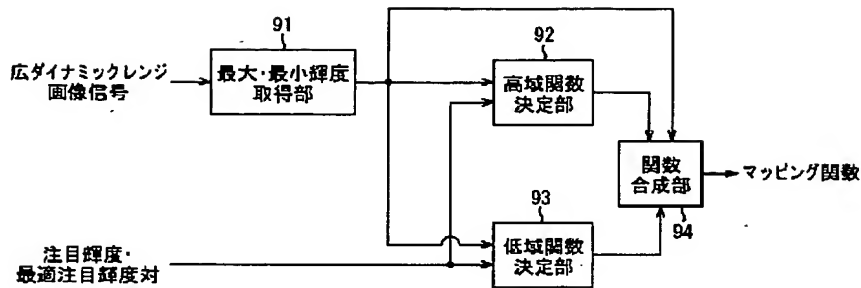 91
広ダイナミックレンジ
画像信号
最大・最小輝度
取得部
92
高域関数
決定部
関数
合成部
94
マッピング関数
93
低域関数
決定部
注目輝度・
最適注目輝度対